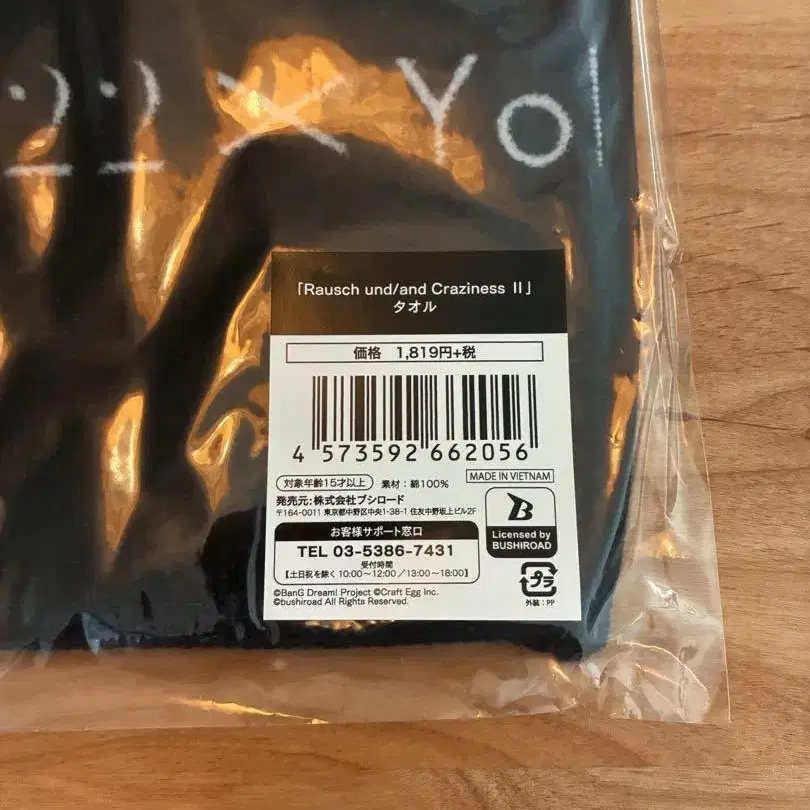 Yo
「Rausch und/and Craziness II」
タオル
価格 1,819円+税
4 573592 662056
対象年齢15才以上 素材：綿100%
MADE IN VIETNAM
発売元：株式会社ブシロード
〒164-0011 東京都中野区中央1-38-1 住友中野坂上ビル2F
お客様サポート窓口
TEL 03-5386-7431
受付時間
【土日祝を除く10:00～12:00／13:00～18:00】
B
Licensed by
BUSHIROAD
プラ
外装：PP
©BanG Dream! Project ©Craft Egg Inc.
©bushiroad All Rights Reserved.